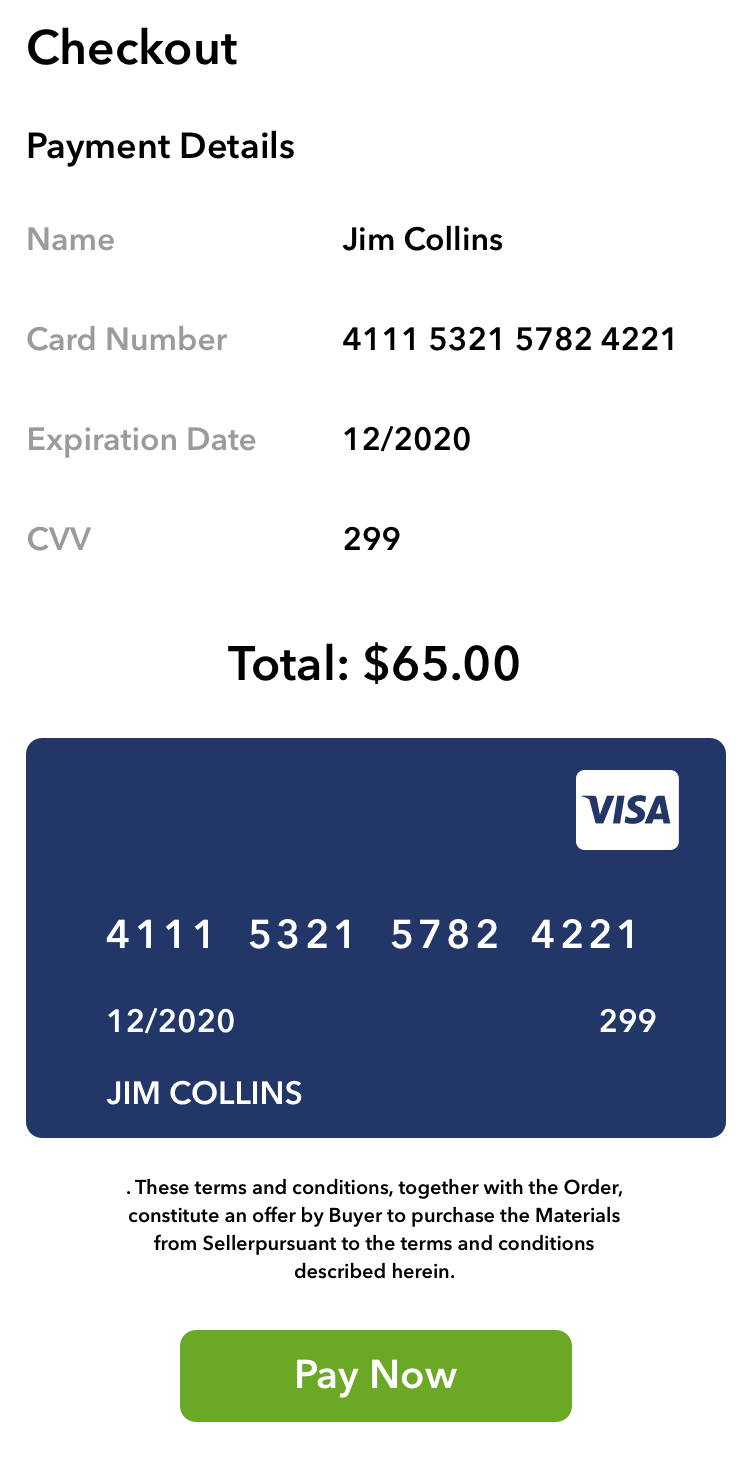 Checkout
Payment Details
Name Jim Collins
Card Number 4111 5321 5782 4221
Expiration Date 12/2020
CVV 299
Total: $65.00
VISA
4111 5321 5782 4221
12/2020 299
JIM COLLINS
. These terms and conditions, together with the Order,
constitute an offer by Buyer to purchase the Materials
from Sellerpursuant to the terms and conditions
described herein.
Pay Now